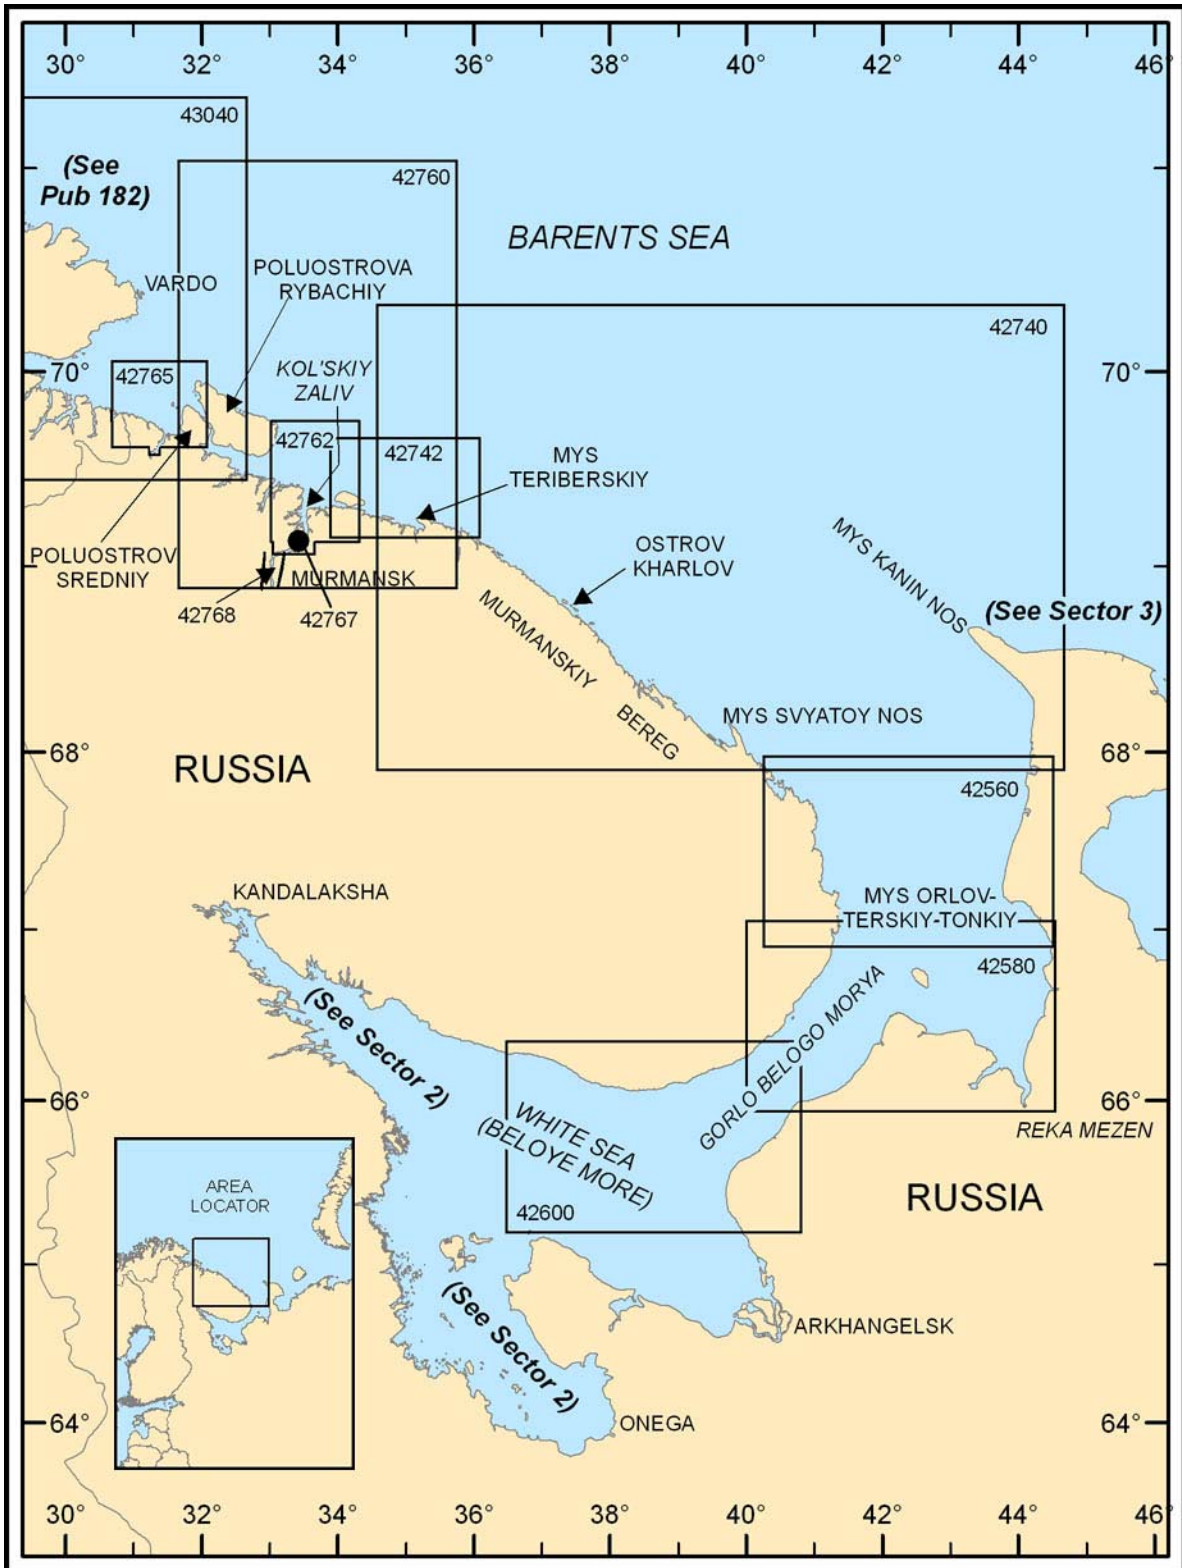 30° 32° 34° 36° 38° 40° 42° 44° 46°
43040
(See
Pub 182)
42760
BARENTS SEA
VARDO
POLUOSTROVA
RYBACHIY
42740
KOL'SKIY
ZALIV
70°
70°
42765
42762
42742
MYS
TERIBERSKIY
MYS KANIN NOS
POLUOSTROV
SREDNIY
OSTROV
KHARLOV
(See Sector 3)
MURMANSK
42768
42767
MURMANSKIY
BEREG
MYS SVYATOY NOS
68°
68°
RUSSIA
42560
KANDALAKSHA
MYS ORLOV-
TERSKIY-TONKIY
42580
(See Sector 2)
GORLO BELOGO MORYA
66°
66°
WHITE SEA
(BELOYE MORE)
REKA MEZEN
AREA
LOCATOR
42600
RUSSIA
(See Sector 2)
ARKHANGELSK
64°
ONEGA
64°
30° 32° 34° 36° 38° 40° 42° 44° 46°